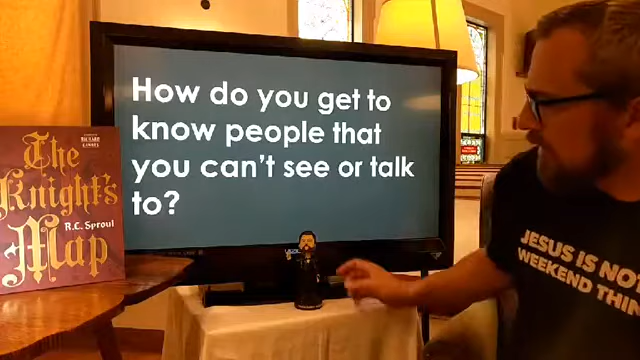 How do you get to
know people that
you can't see or talk
to?
The
Knight's
Map
R.C. Sproul
JESUS IS NOT
WEEKEND THIN